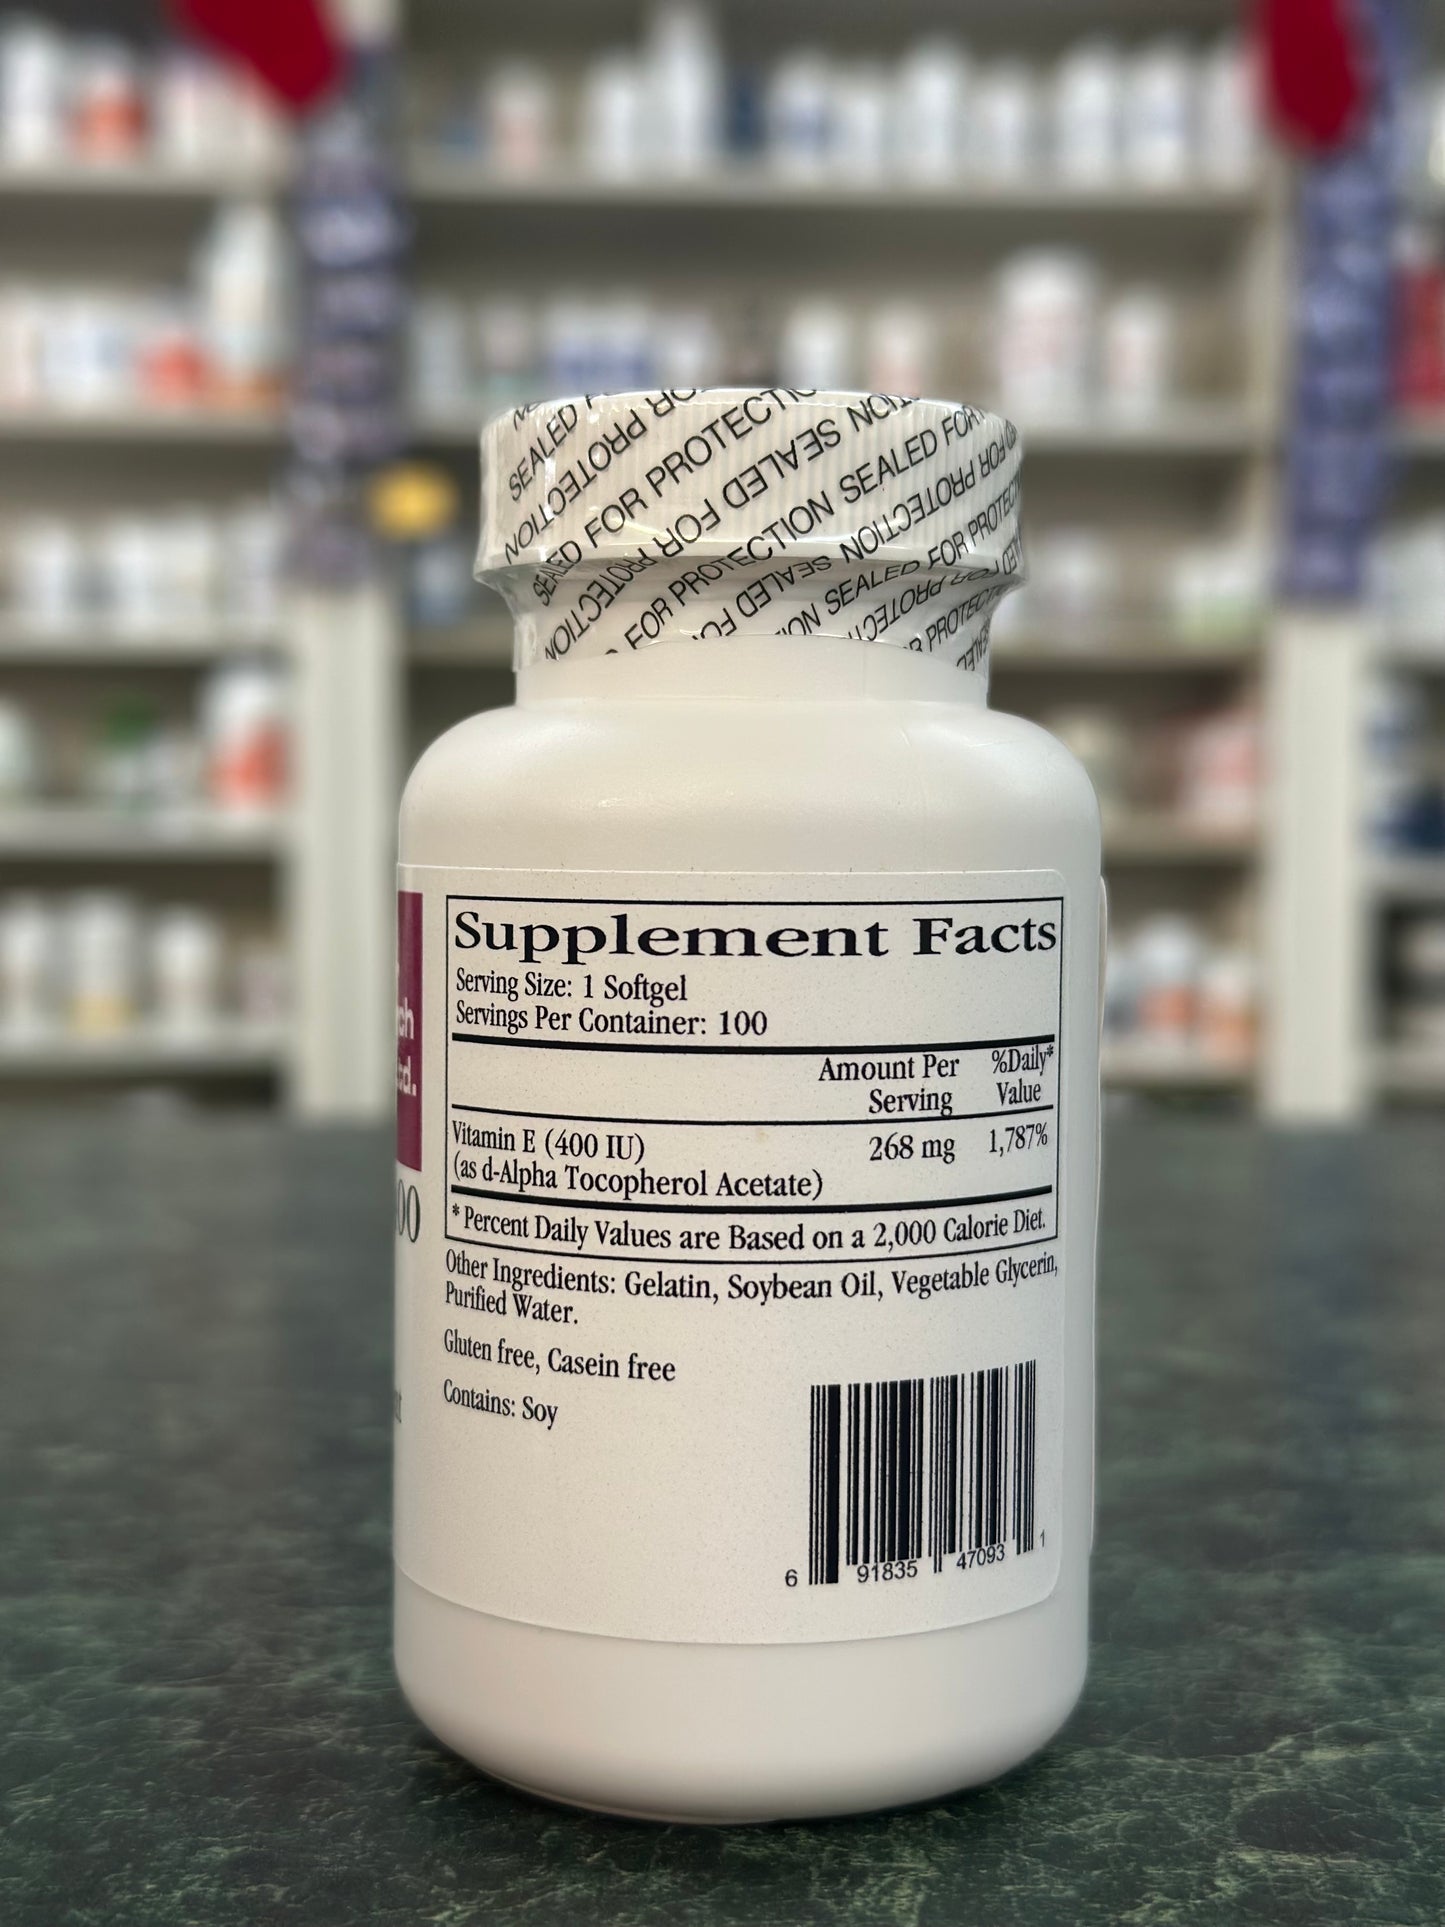 SEALED FOR PROTECTION SEALED FOR PROTECTION
Supplement Facts
Serving Size: 1 Softgel
Servings Per Container: 100
Amount Per %Daily*
Serving Value
Vitamin E (400 IU) 268 mg 1,787%
(as d-Alpha Tocopherol Acetate)
* Percent Daily Values are Based on a 2,000 Calorie Diet.
Other Ingredients: Gelatin, Soybean Oil, Vegetable Glycerin,
Purified Water.
Gluten free, Casein free
Contains: Soy
6 91835 47093 1